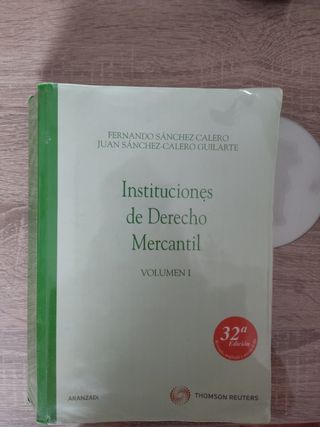 FERNANDO SÁNCHEZ CALERO
JUAN SÁNCHEZ-CALERO GUILARTE
Instituciones
de Derecho
Mercantil
VOLUMEN I
32ª
Edición
ARANZADI
THOMSON REUTERS